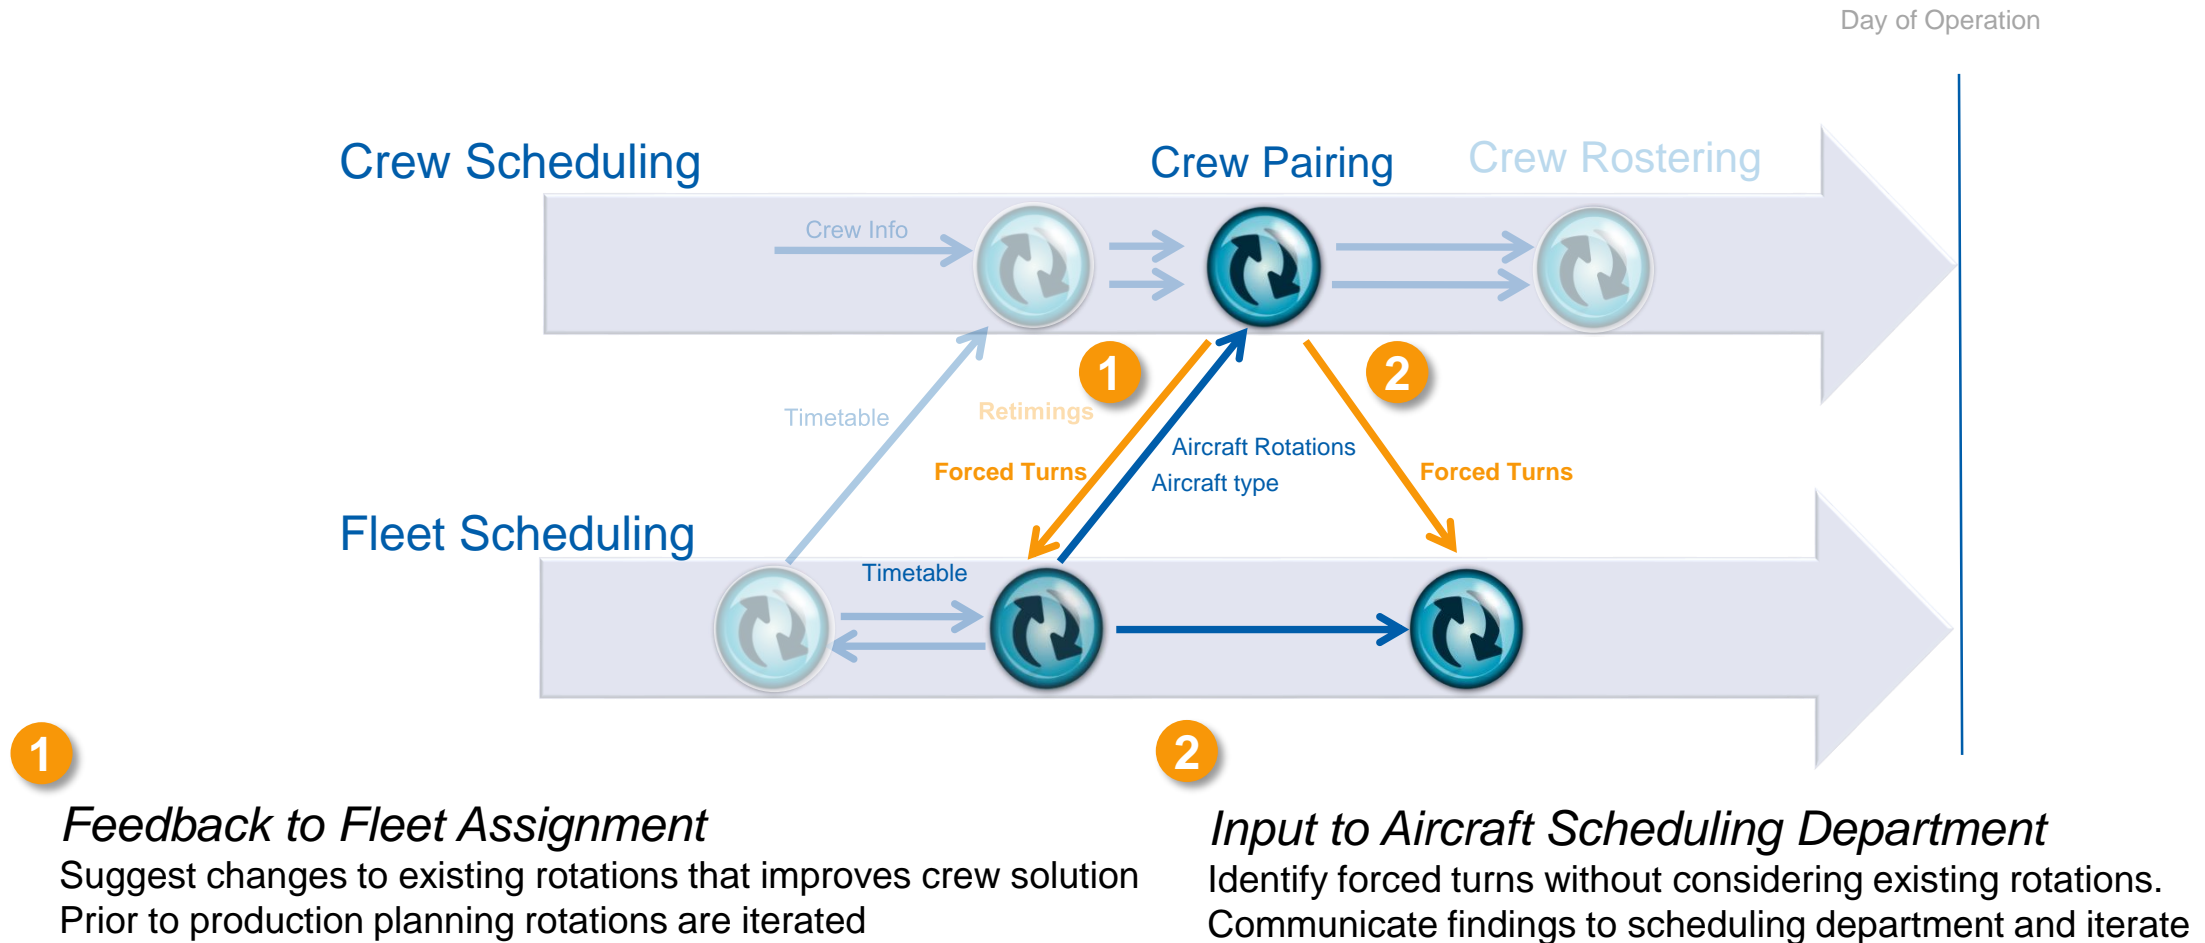 Day of Operation
Crew Scheduling
Crew Pairing
Crew Rostering
Crew Info
1
2
Timetable
Retimings
Aircraft Rotations
Forced Turns
Aircraft type
Forced Turns
Fleet Scheduling
Timetable
1
Feedback to Fleet Assignment
Suggest changes to existing rotations that improves crew solution
Prior to production planning rotations are iterated
2
Input to Aircraft Scheduling Department
Identify forced turns without considering existing rotations.
Communicate findings to scheduling department and iterate